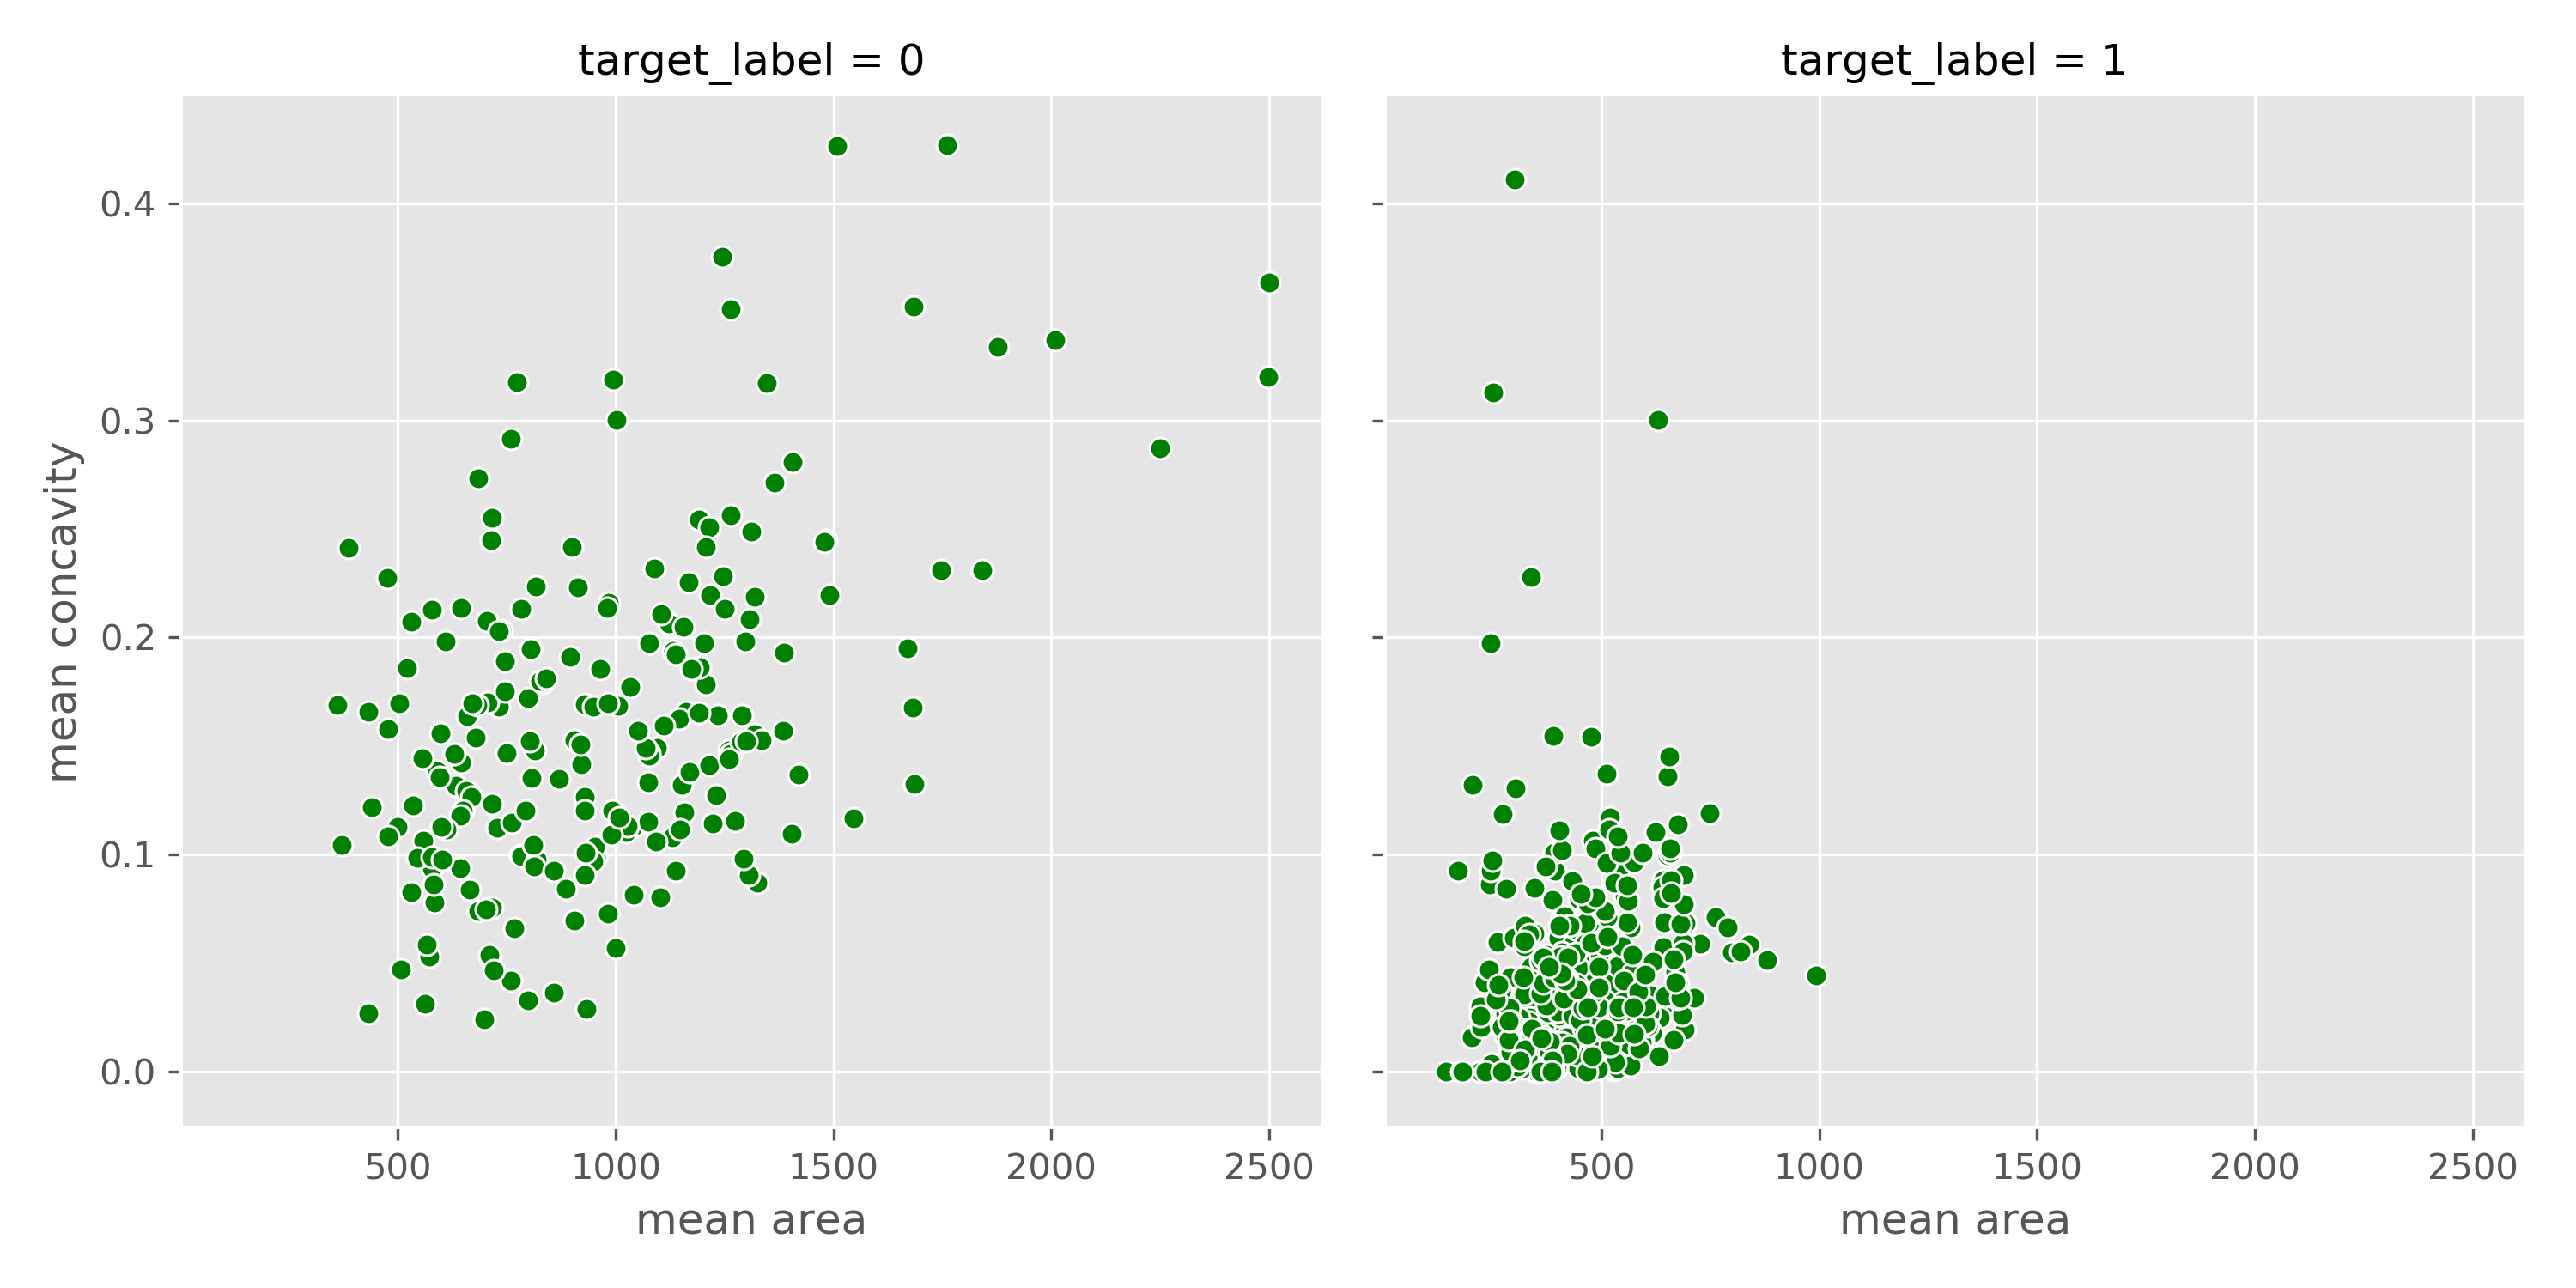 target_label = 0
target_label = 1
mean concavity
0.4
0.3
0.2
0.1
0.0
500 1000 1500 2000 2500
500 1000 1500 2000 2500
mean area
mean area